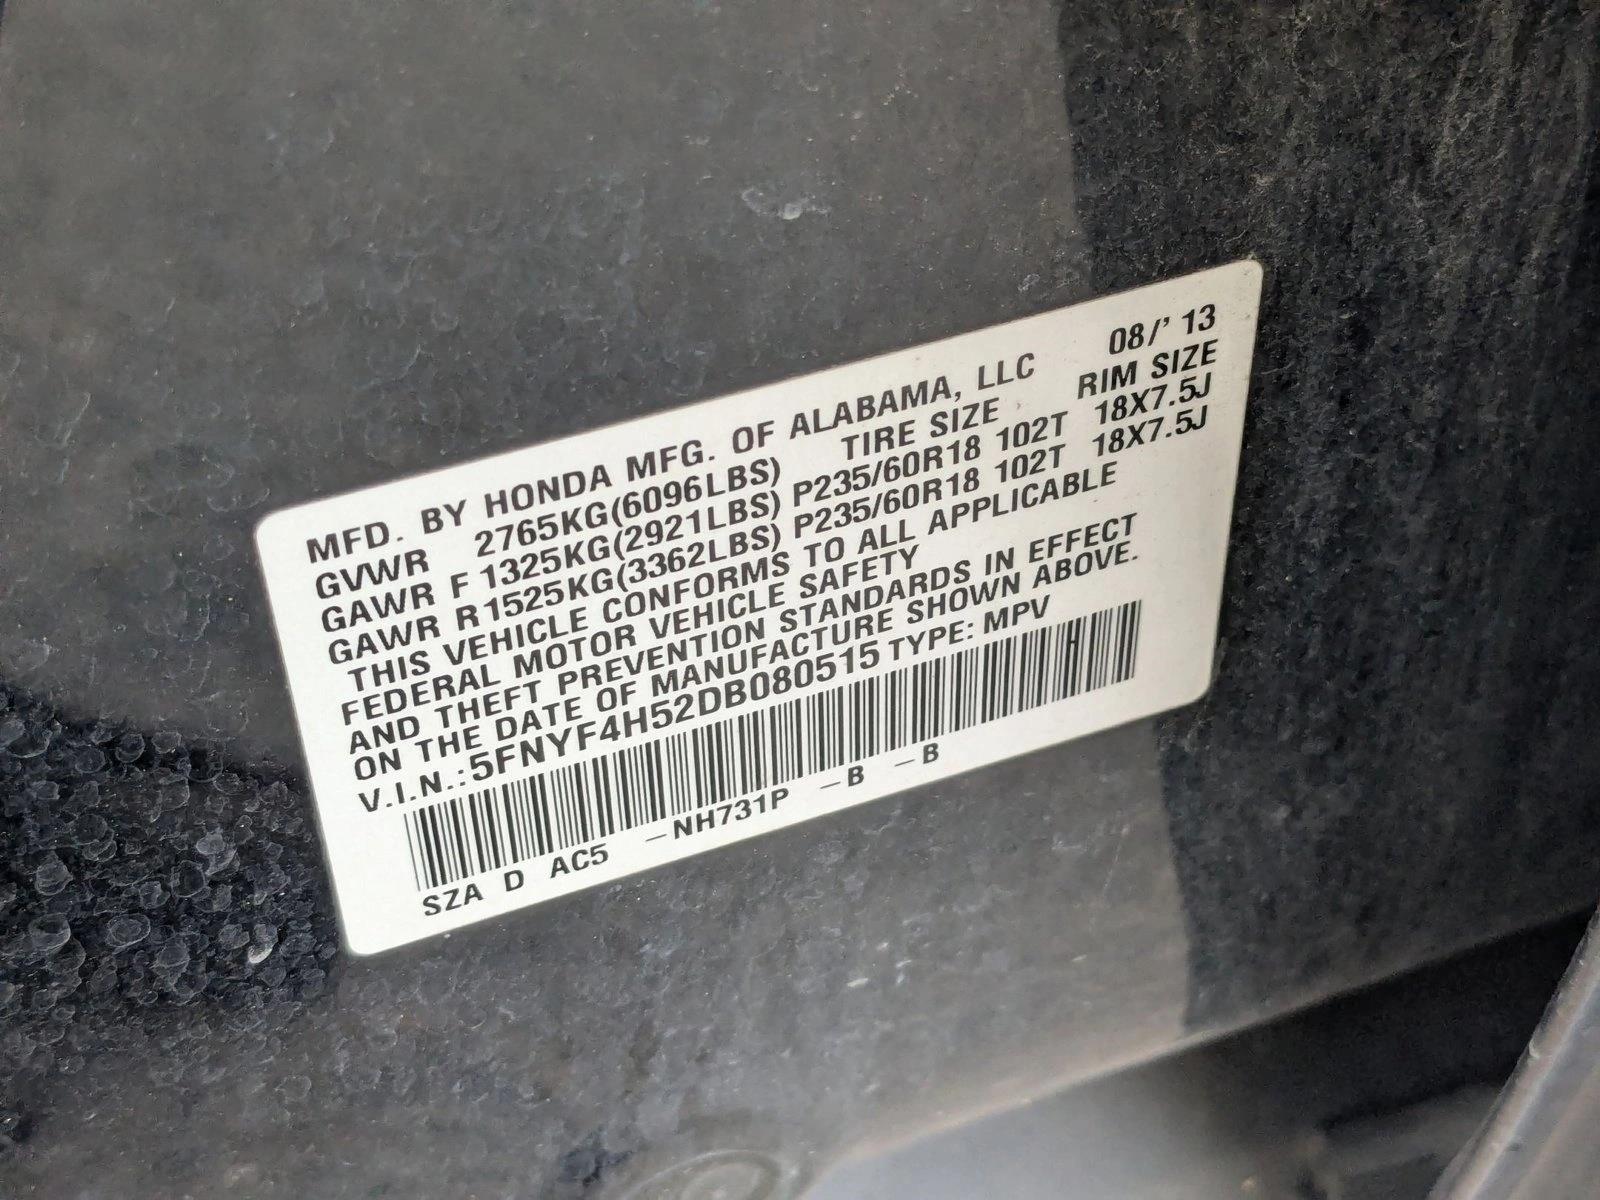 MFD. BY HONDA MFG. OF ALABAMA, LLC 08/' 13
GVWR 2765KG(6096LBS) TIRE SIZE RIM SIZE
GAWR F 1325KG(2921LBS) P235/60R18 102T 18X7.5J
GAWR R1525KG(3362LBS) P235/60R18 102T 18X7.5J
THIS VEHICLE CONFORMS TO ALL APPLICABLE
FEDERAL MOTOR VEHICLE SAFETY
AND THEFT PREVENTION STANDARDS IN EFFECT
ON THE DATE OF MANUFACTURE SHOWN ABOVE.
V.I.N.:5FNYF4H52DB080515 TYPE: MPV
SZA D AC5 –NH731P –B –B